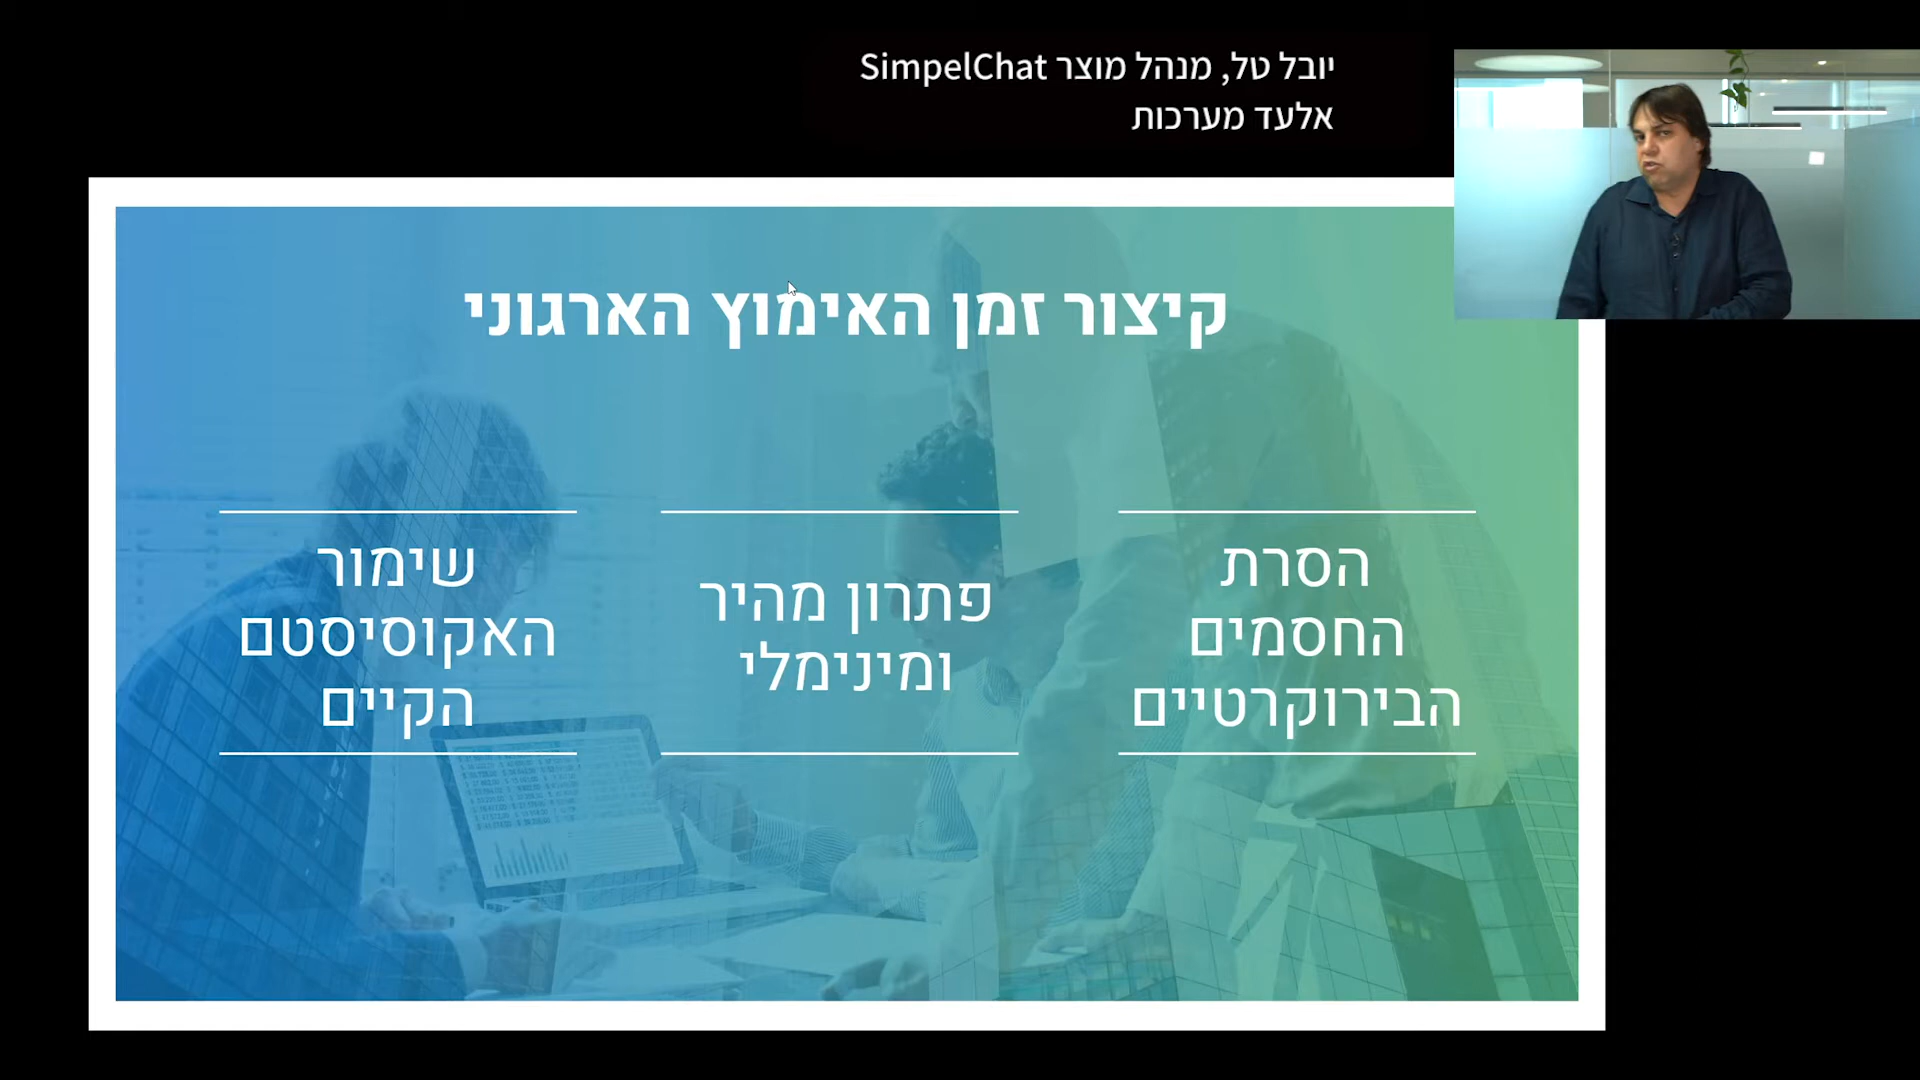 יובל טל, מנהל מוצר SimpelChat
אלעד מערכות
קיצור זמן האימוץ הארגוני
הסרת
החסמים
הבירוקרטיים
פתרון מהיר
ומינימלי
שימור
האקוסיסטם
הקיים